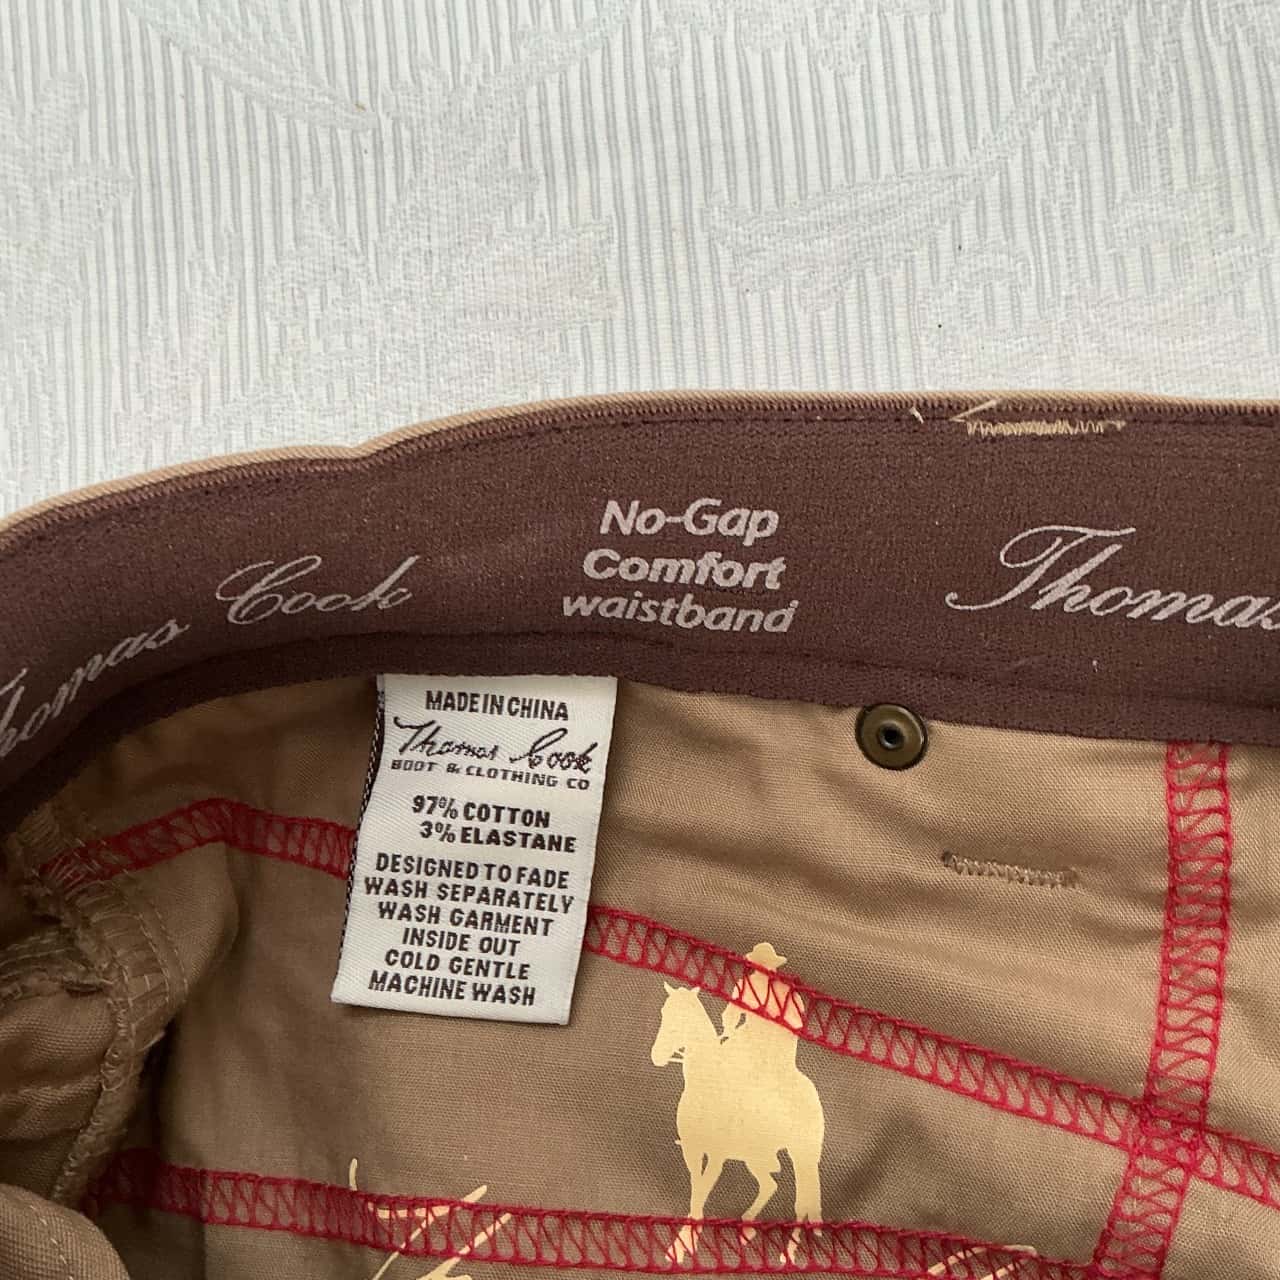 Thomas Cook
No-Gap
Comfort
waistband
Thomas
MADE IN CHINA
Thomas Cook
BOOT & CLOTHING CO
97% COTTON
3% ELASTANE
DESIGNED TO FADE
WASH SEPARATELY
WASH GARMENT
INSIDE OUT
COLD GENTLE
MACHINE WASH